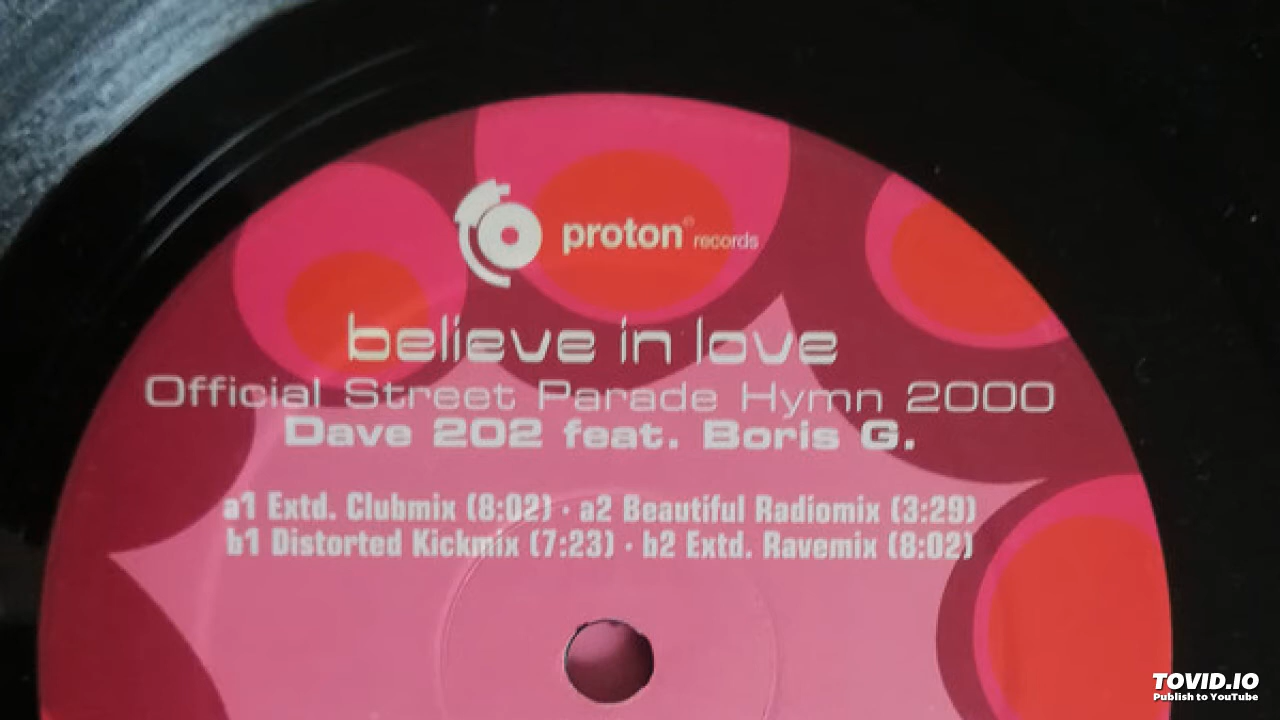 proton® records
believe in love
Official Street Parade Hymn 2000
Dave 202 feat. Boris G.
a1 Extd. Clubmix (8:02) · a2 Beautiful Radiomix (3:29)
b1 Distorted Kickmix (7:23) · b2 Extd. Ravemix (8:02)
TOVID.IO
Publish to YouTube